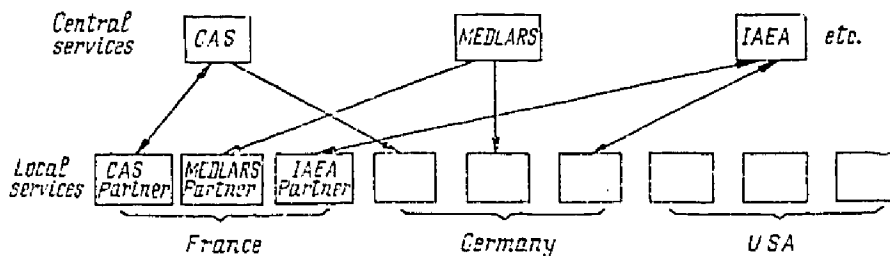 Central services
CAS
MEDLARS
IAEA
etc.
Local services
CAS Partner
MEDLARS Partner
IAEA Partner
France
Germany
USA